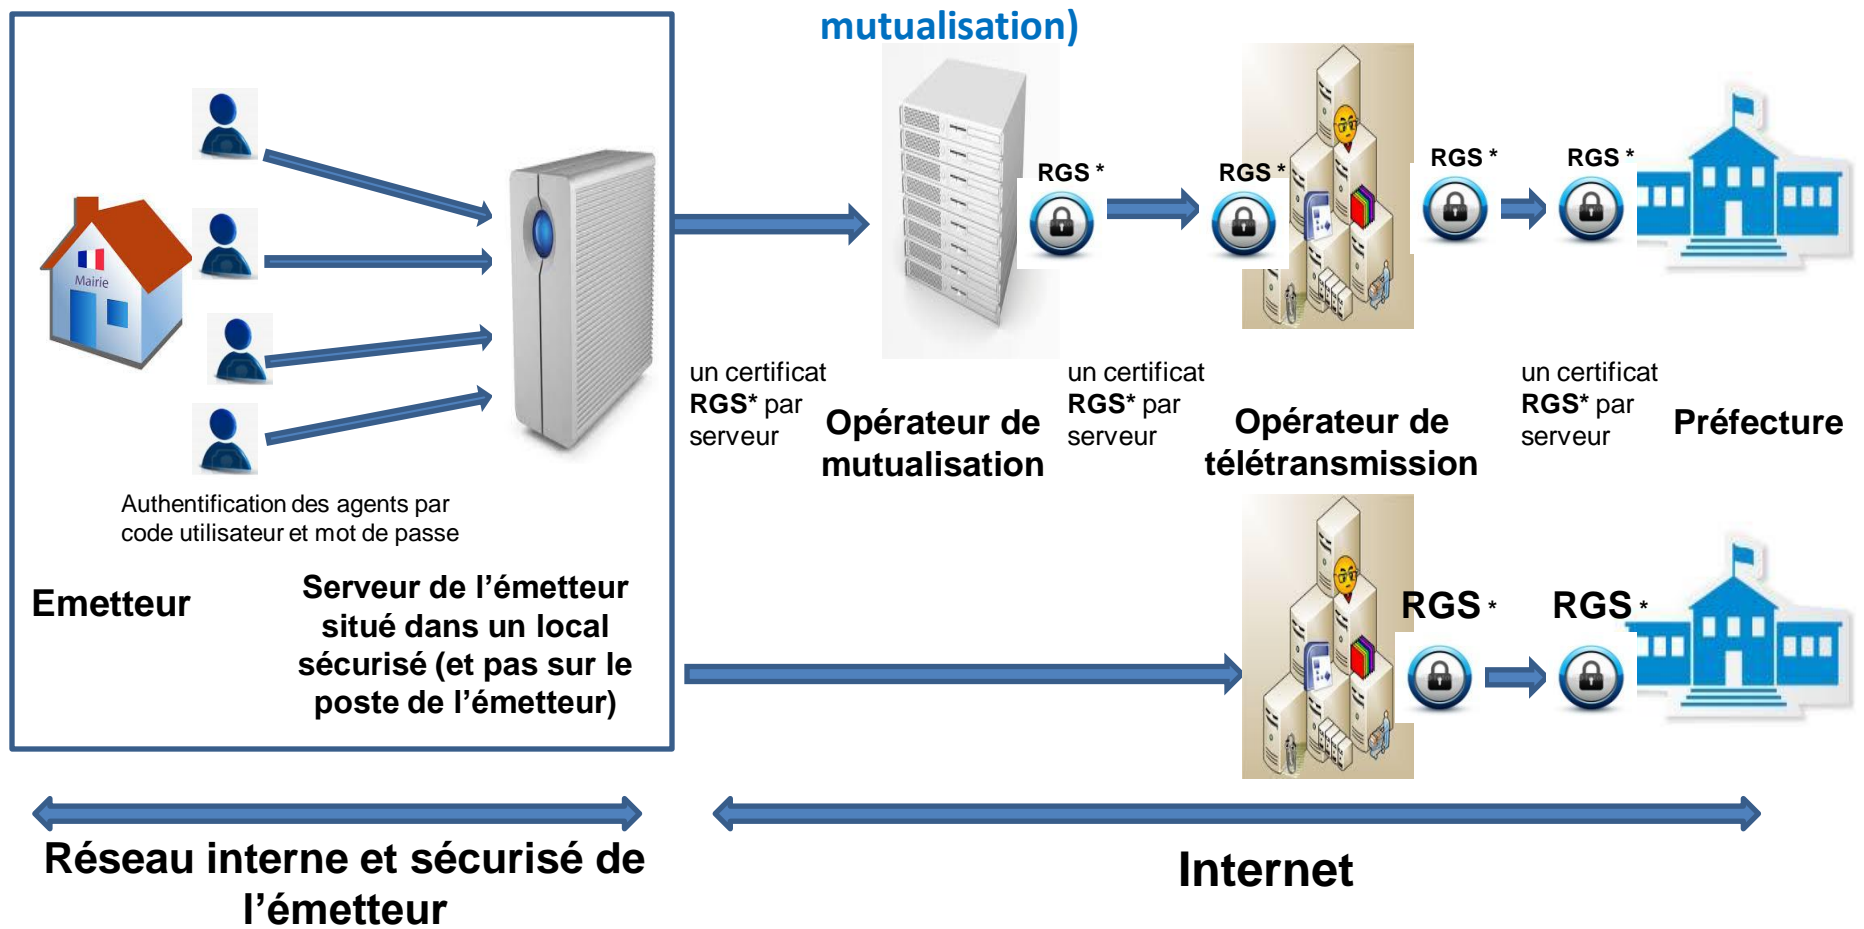 mutualisation)
Mairie
RGS *
RGS *
RGS *
RGS *
un certificat
RGS* par
serveur
Opérateur de
mutualisation
un certificat
RGS* par
serveur
Opérateur de
télétransmission
un certificat
RGS* par
serveur
Préfecture
Authentification des agents par
code utilisateur et mot de passe
Emetteur
Serveur de l’émetteur
situé dans un local
sécurisé (et pas sur le
poste de l’émetteur)
RGS *
RGS *
Réseau interne et sécurisé de
l’émetteur
Internet